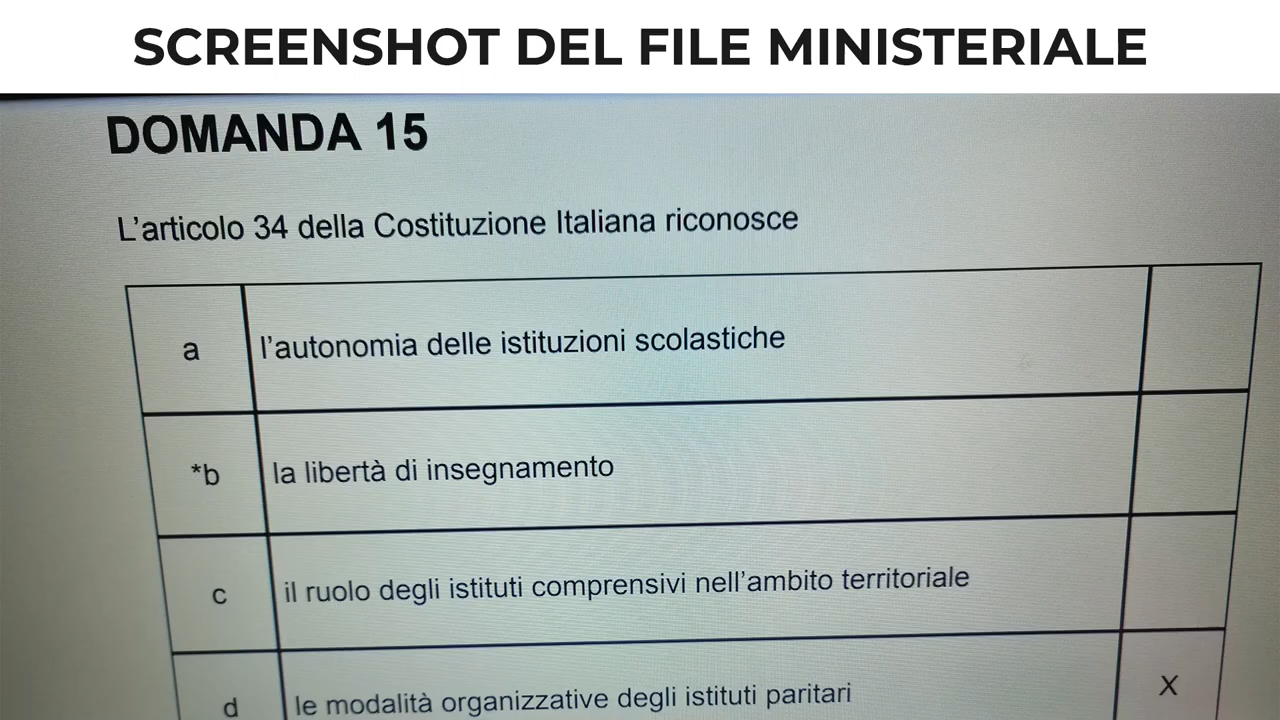 SCREENSHOT DEL FILE MINISTERIALE
DOMANDA 15
L'articolo 34 della Costituzione Italiana riconosce
a l'autonomia delle istituzioni scolastiche
*b la libertà di insegnamento
c il ruolo degli istituti comprensivi nell'ambito territoriale
d le modalità organizzative degli istituti paritari X